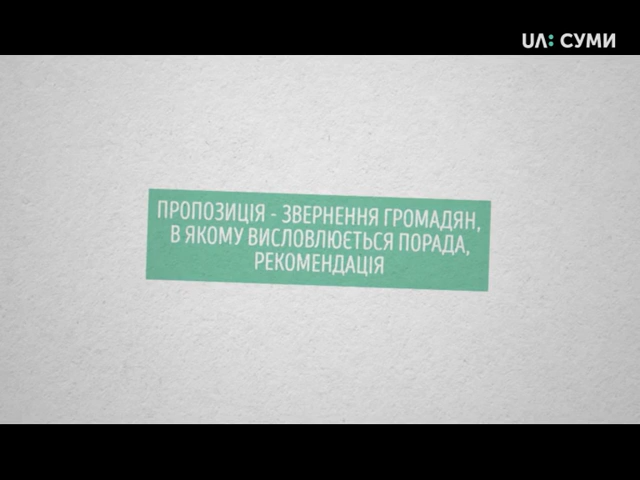 UA: СУМИ
ПРОПОЗИЦІЯ - ЗВЕРНЕННЯ ГРОМАДЯН,
В ЯКОМУ ВИСЛОВЛЮЄТЬСЯ ПОРАДА,
РЕКОМЕНДАЦІЯ